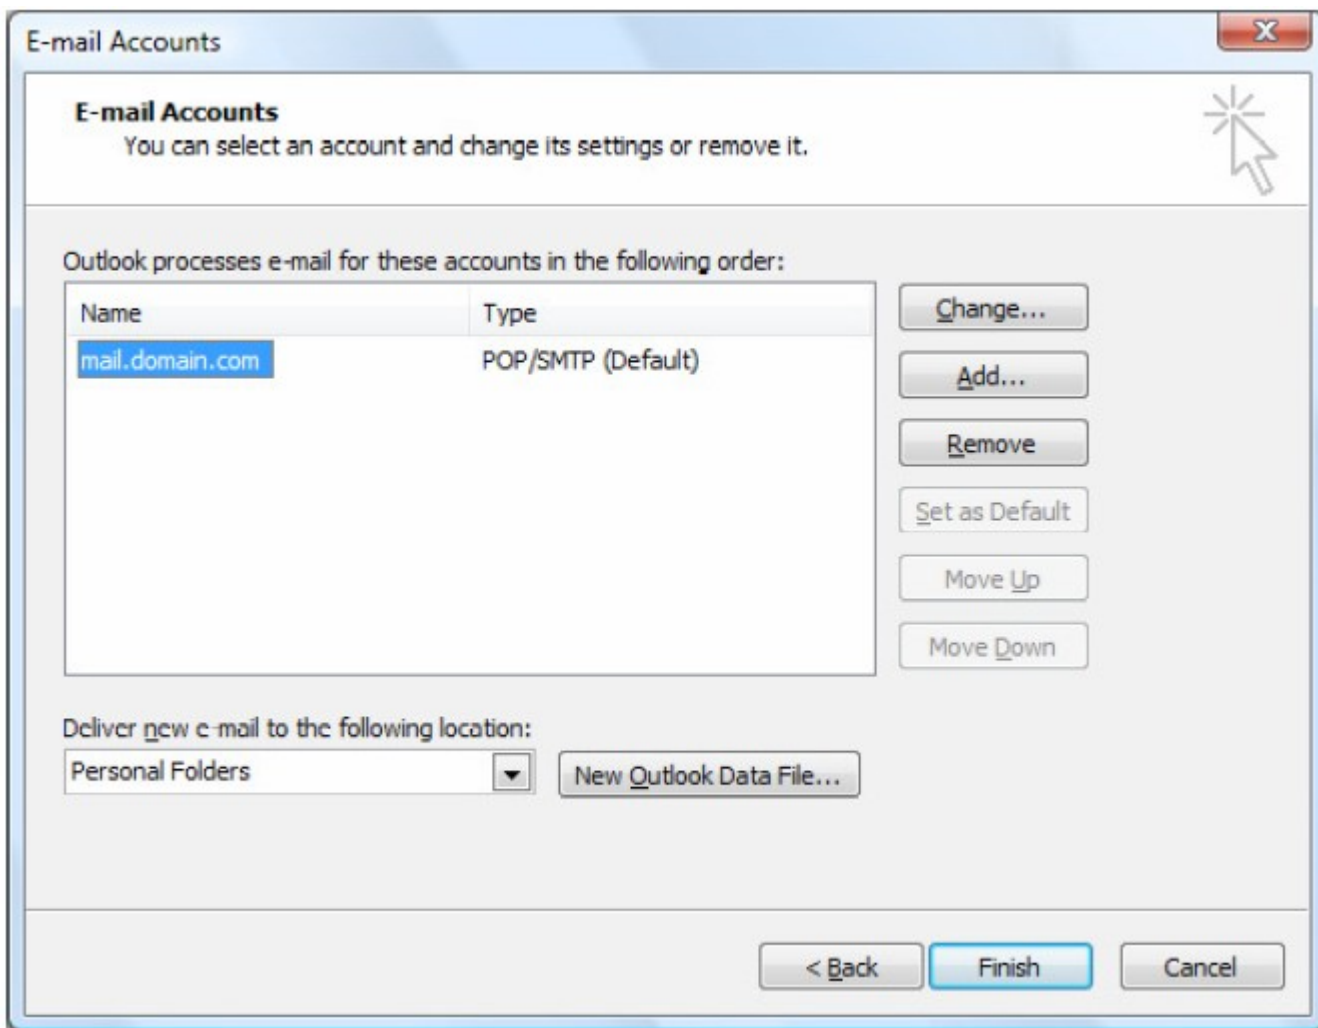 E-mail Accounts
E-mail Accounts
You can select an account and change its settings or remove it.
Outlook processes e-mail for these accounts in the following order:
Name Type
mail.domain.com POP/SMTP (Default)
Change...
Add...
Remove
Set as Default
Move Up
Move Down
Deliver new e-mail to the following location:
Personal Folders
New Outlook Data File...
< Back Finish Cancel